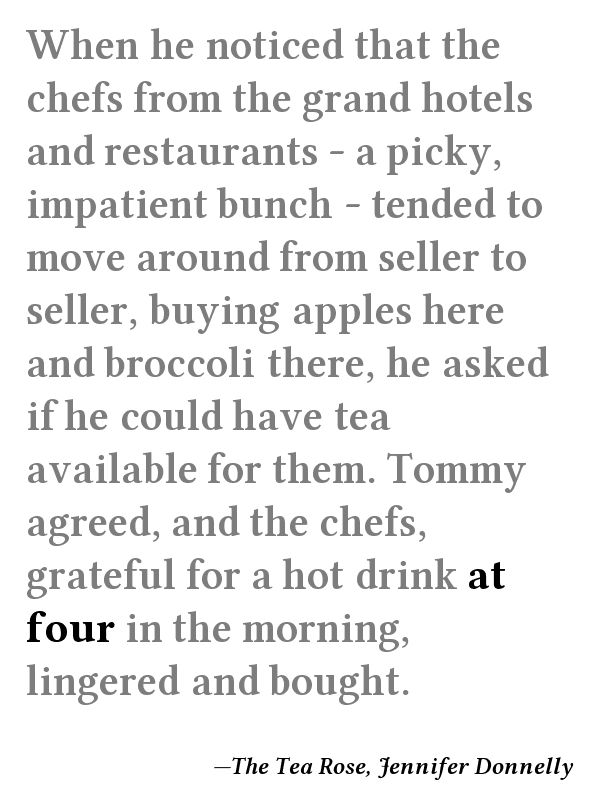 When he noticed that the
chefs from the grand hotels
and restaurants – a picky,
impatient bunch – tended to
move around from seller to
seller, buying apples here
and broccoli there, he asked
if he could have tea
available for them. Tommy
agreed, and the chefs,
grateful for a hot drink at
four in the morning,
lingered and bought.
—The Tea Rose, Jennifer Donnelly